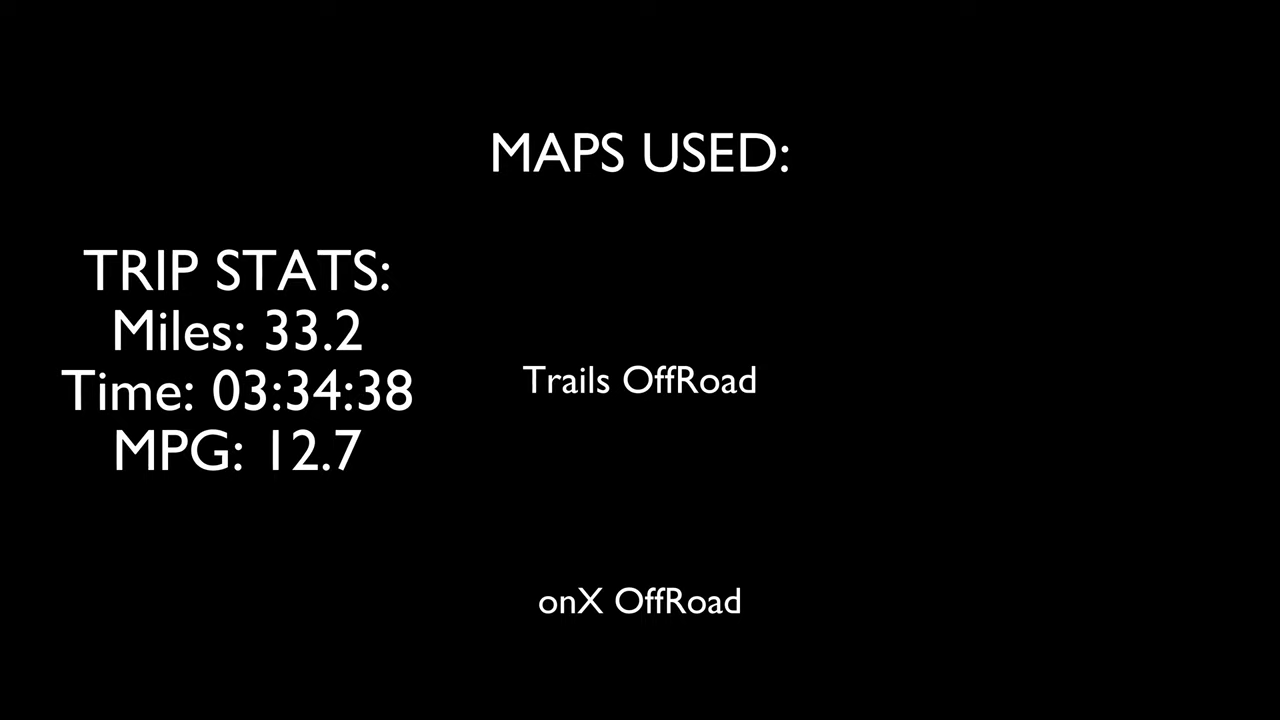 MAPS USED:
TRIP STATS:
Miles: 33.2
Time: 03:34:38
MPG: 12.7
Trails OffRoad
onX OffRoad